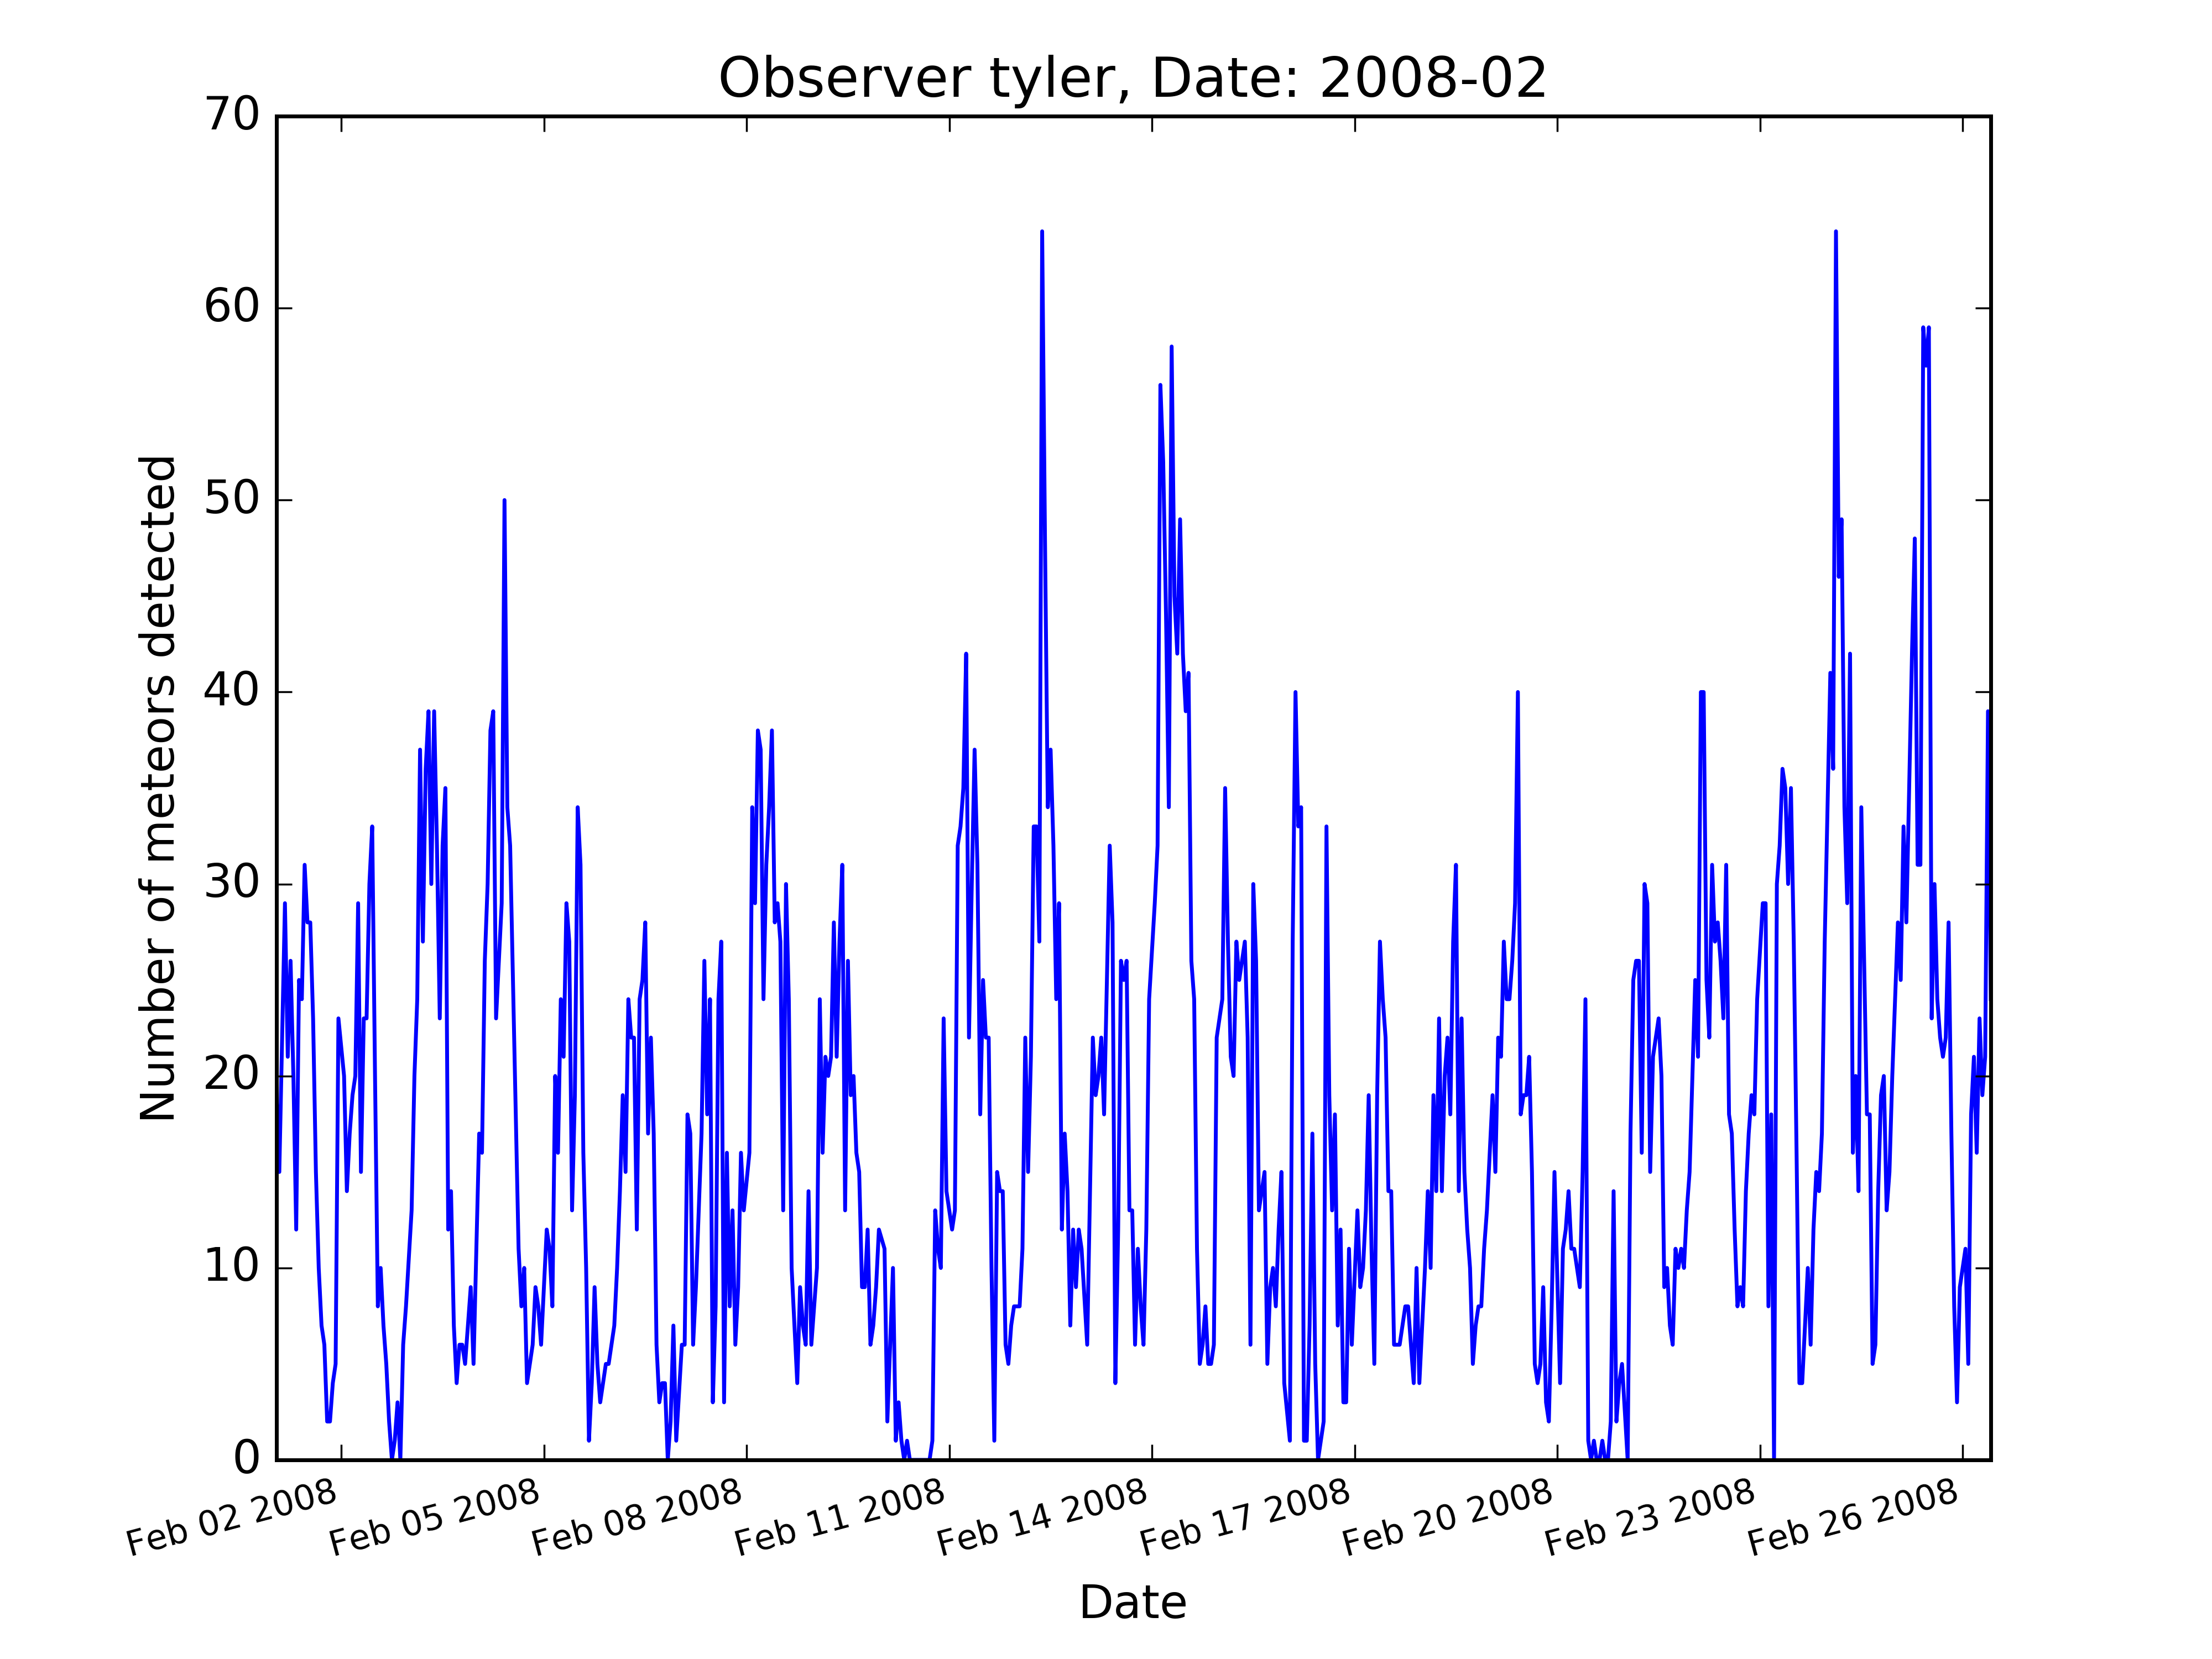 Observer tyler, Date: 2008-02
70
60
50
40
30
20
10
0
Number of meteors detected
Feb 02 2008
Feb 05 2008
Feb 08 2008
Feb 11 2008
Feb 14 2008
Feb 17 2008
Feb 20 2008
Feb 23 2008
Feb 26 2008
Date